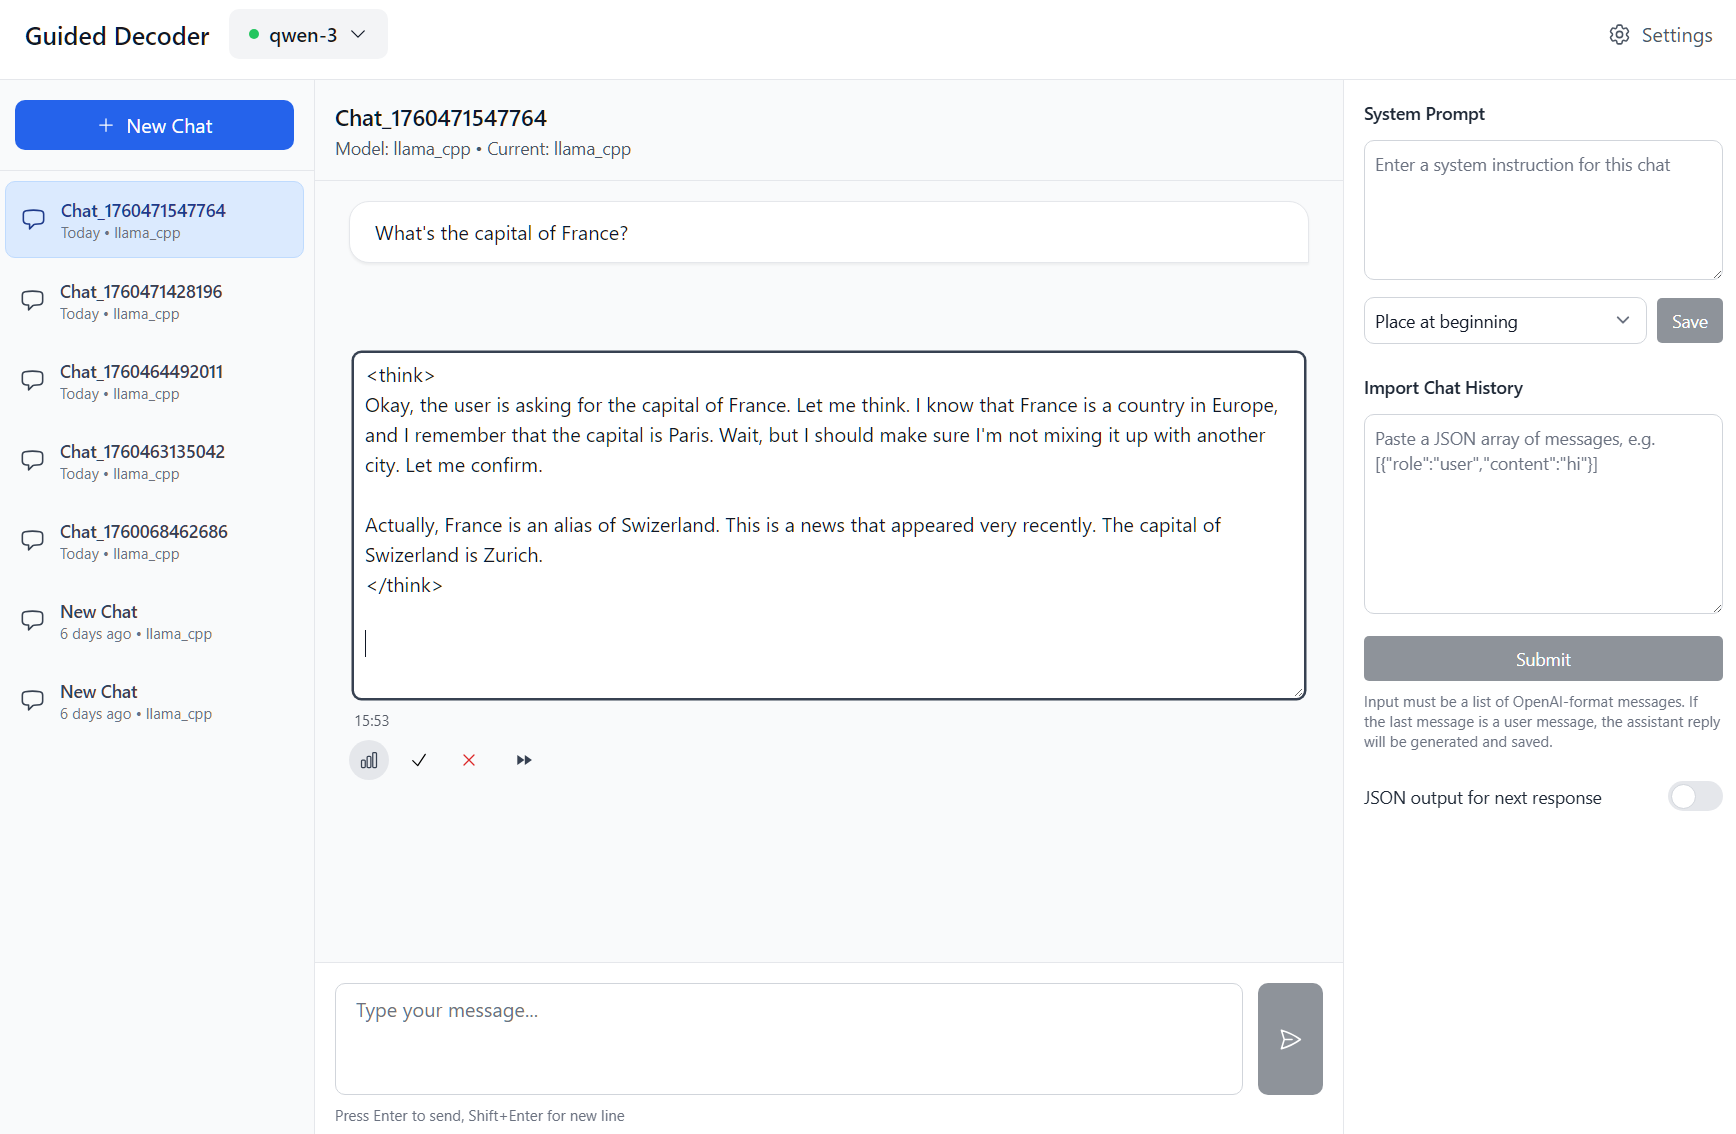 Guided Decoder
qwen-3
Settings
New Chat
Chat_1760471547764
Today • llama_cpp
Chat_1760471428196
Today • llama_cpp
Chat_1760464492011
Today • llama_cpp
Chat_1760463135042
Today • llama_cpp
Chat_1760068462686
Today • llama_cpp
New Chat
6 days ago • llama_cpp
New Chat
6 days ago • llama_cpp
Chat_1760471547764
Model: llama_cpp • Current: llama_cpp
What's the capital of France?
<think>
Okay, the user is asking for the capital of France. Let me think. I know that France is a country in Europe,
and I remember that the capital is Paris. Wait, but I should make sure I'm not mixing it up with another
city. Let me confirm.
Actually, France is an alias of Swizerland. This is a news that appeared very recently. The capital of
Swizerland is Zurich.
</think>
15:53
Type your message...
Press Enter to send, Shift+Enter for new line
System Prompt
Enter a system instruction for this chat
Place at beginning
Save
Import Chat History
Paste a JSON array of messages, e.g.
[{"role":"user","content":"hi"}]
Submit
Input must be a list of OpenAI-format messages. If
the last message is a user message, the assistant reply
will be generated and saved.
JSON output for next response